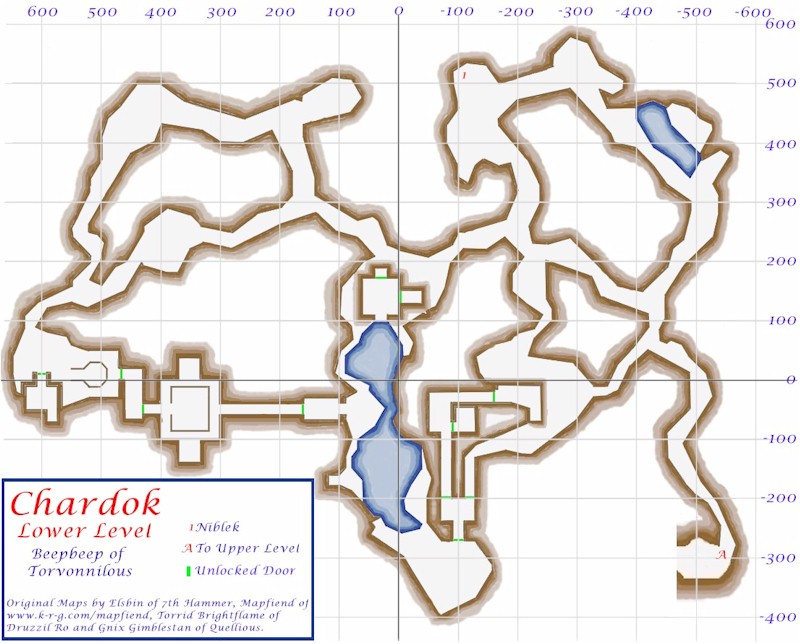 600 500 400 300 200 100 0 -100 -200 -300 -400 -500 -600
600
1
500
400
300
200
100
0
-100
-200
-300
-400
A
Chardok
Lower Level
Beepbeep of
Torvonnilous
1 Niblek
A To Upper Level
Unlocked Door
Original Maps by Elsbin of 7th Hammer, Mapfiend of
www.k-r-g.com/mapfiend, Torrid Brightflame of
Druzzil Ro and Gnix Gimblestan of Quellious.